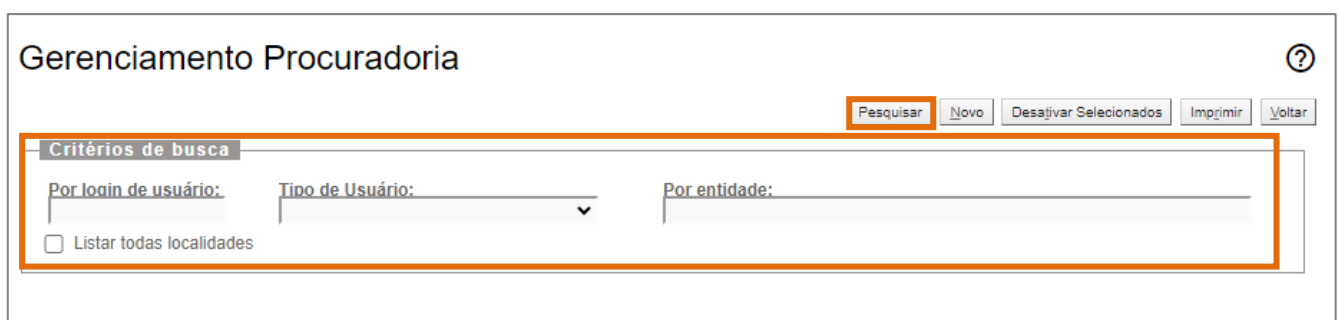 Gerenciamento Procuradoria
Pesquisar Novo Desativar Selecionados Imprimir Voltar
Critérios de busca
Por login de usuário: Tipo de Usuário: Por entidade:
Listar todas localidades